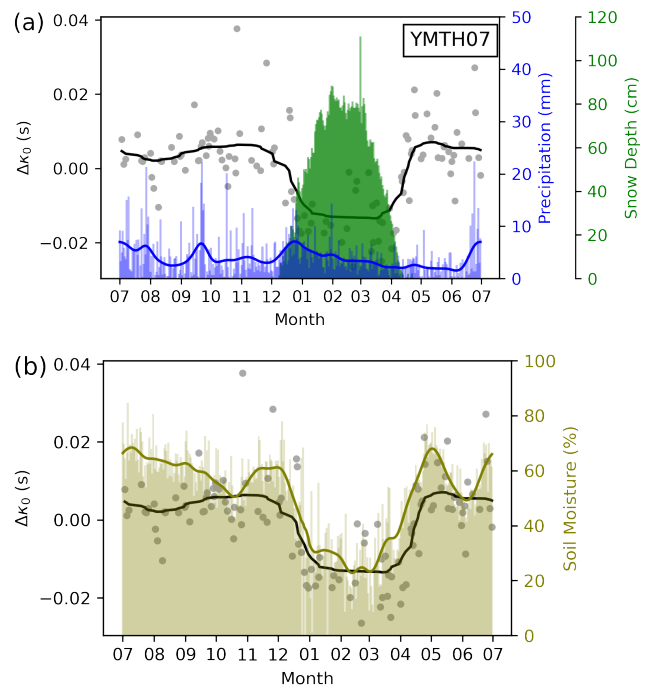 (a)
YMTH07
0.04
0.02
0.00
−0.02
Δκ₀ (s)
50
40
30
20
10
0
Precipitation (mm)
120
100
80
60
40
20
0
Snow Depth (cm)
07 08 09 10 11 12 01 02 03 04 05 06 07
Month
(b)
0.04
0.02
0.00
−0.02
Δκ₀ (s)
100
80
60
40
20
0
Soil Moisture (%)
07 08 09 10 11 12 01 02 03 04 05 06 07
Month